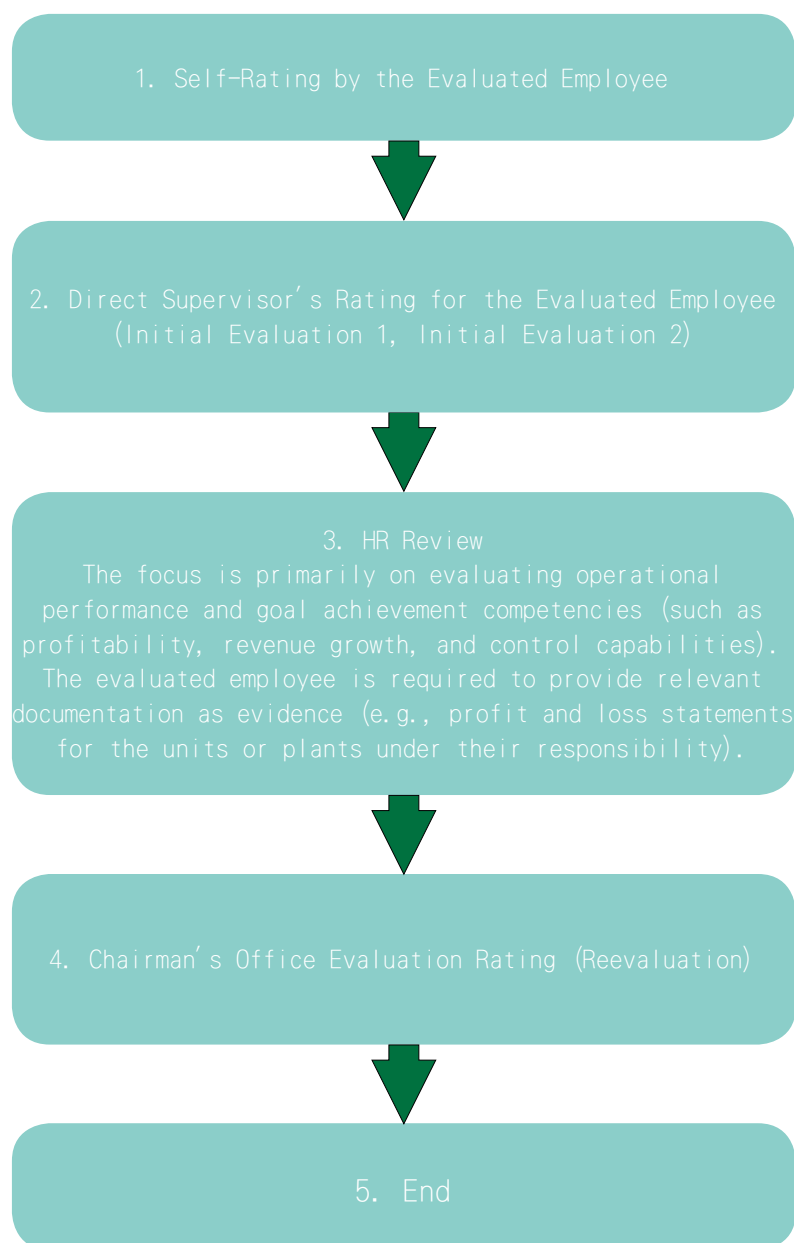 1. Self-Rating by the Evaluated Employee
2. Direct Supervisor's Rating for the Evaluated Employee
(Initial Evaluation 1, Initial Evaluation 2)
3. HR Review
The focus is primarily on evaluating operational
performance and goal achievement competencies (such as
profitability, revenue growth, and control capabilities).
The evaluated employee is required to provide relevant
documentation as evidence (e.g., profit and loss statements
for the units or plants under their responsibility).
4. Chairman's Office Evaluation Rating (Reevaluation)
5. End